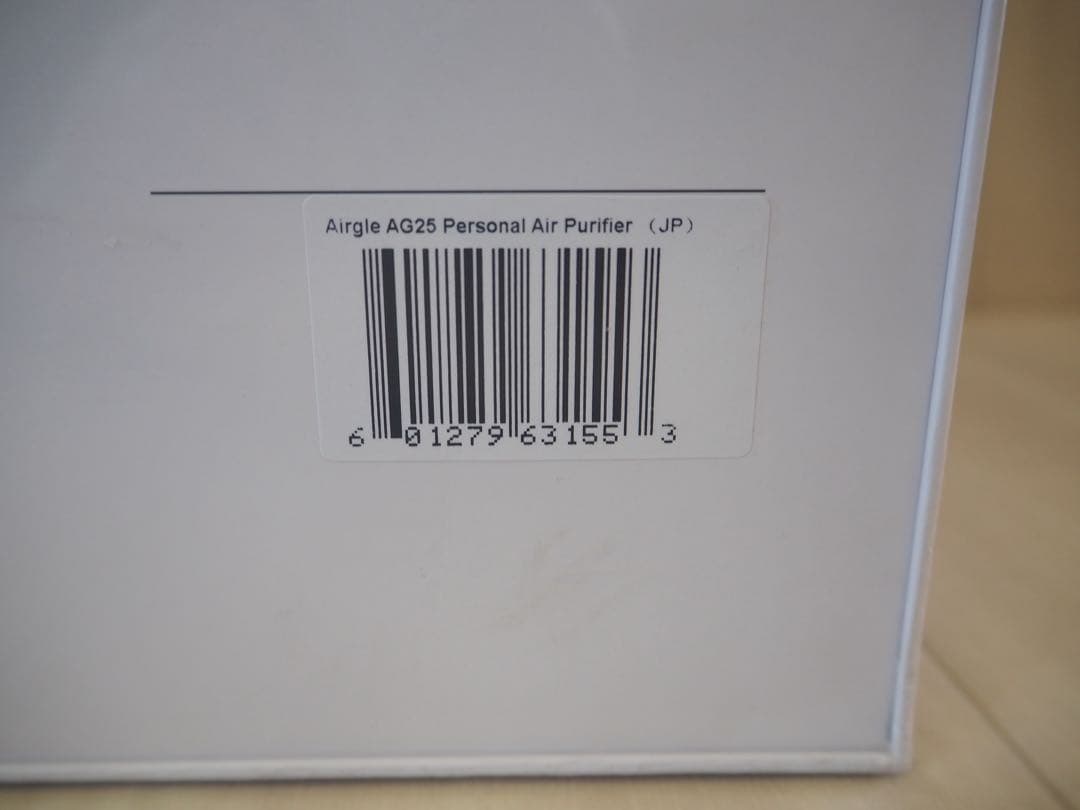 Airgle AG25 Personal Air Purifier （JP）
6 01279 63155 3